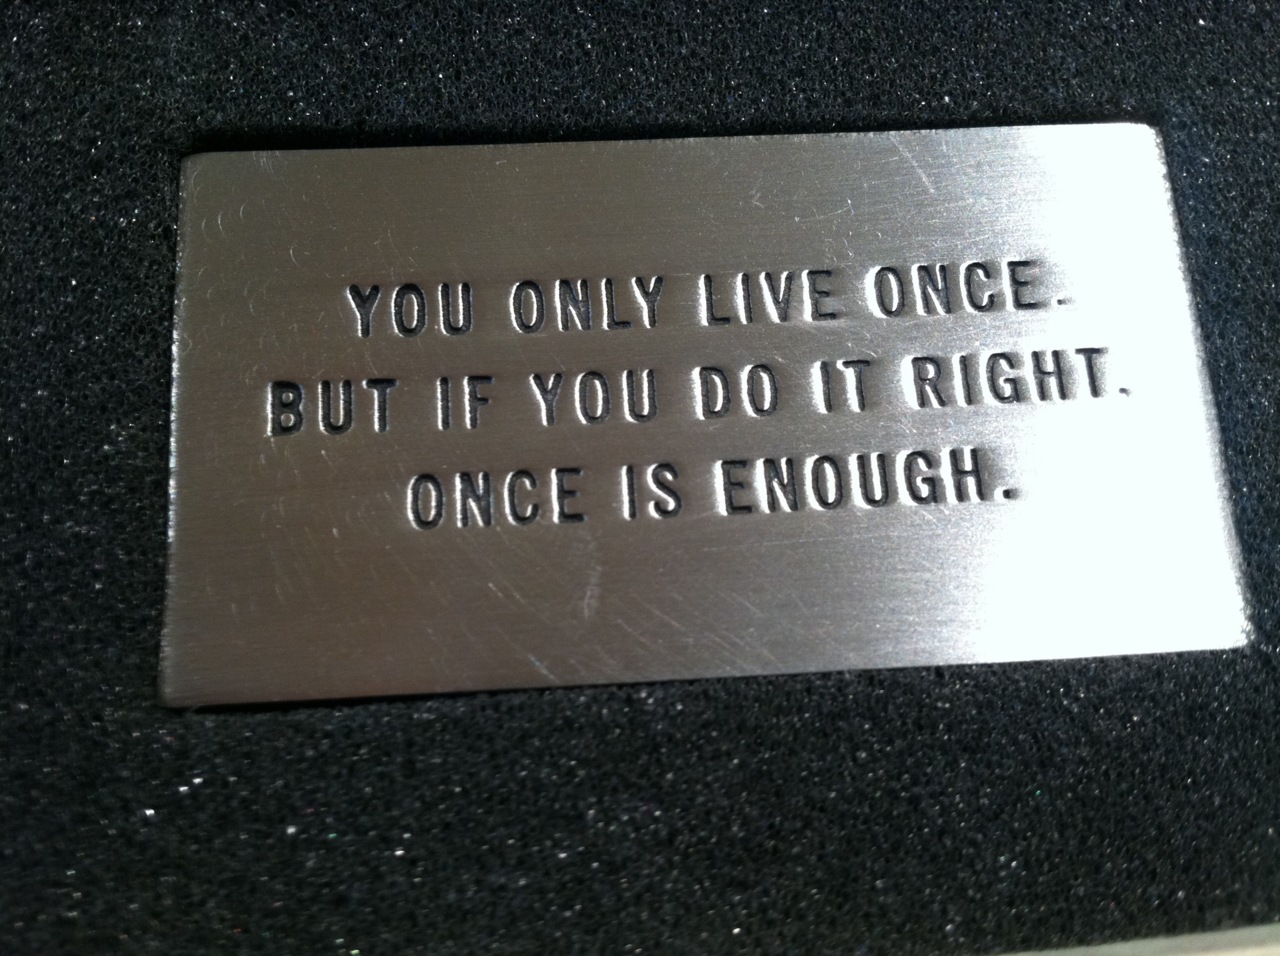 YOU ONLY LIVE ONCE.
BUT IF YOU DO IT RIGHT.
ONCE IS ENOUGH.